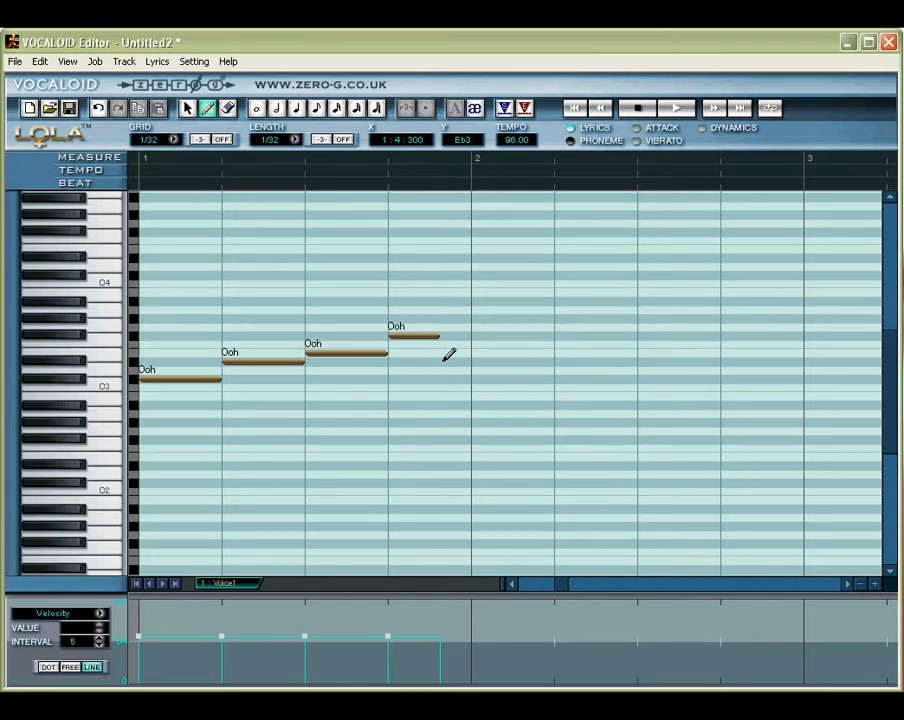 VOCALOID Editor - Untitled2 *
File Edit View Job Track Lyrics Setting Help
VOCALOID zero-g WWW.ZERO-G.CO.UK
A æ
LOLA™
GRID LENGTH X Y TEMPO
1/32 -3- OFF 1/32 -3- OFF 1 : 4 : 300 Eb3 96.00
LYRICS ATTACK DYNAMICS
PHONEME VIBRATO
MEASURE 1 2 3
TEMPO
BEAT
C4
Ooh
Ooh
Ooh
Ooh
C3
C2
1 : Voice1
Velocity
VALUE
INTERVAL 5
0
DOT FREE LINE